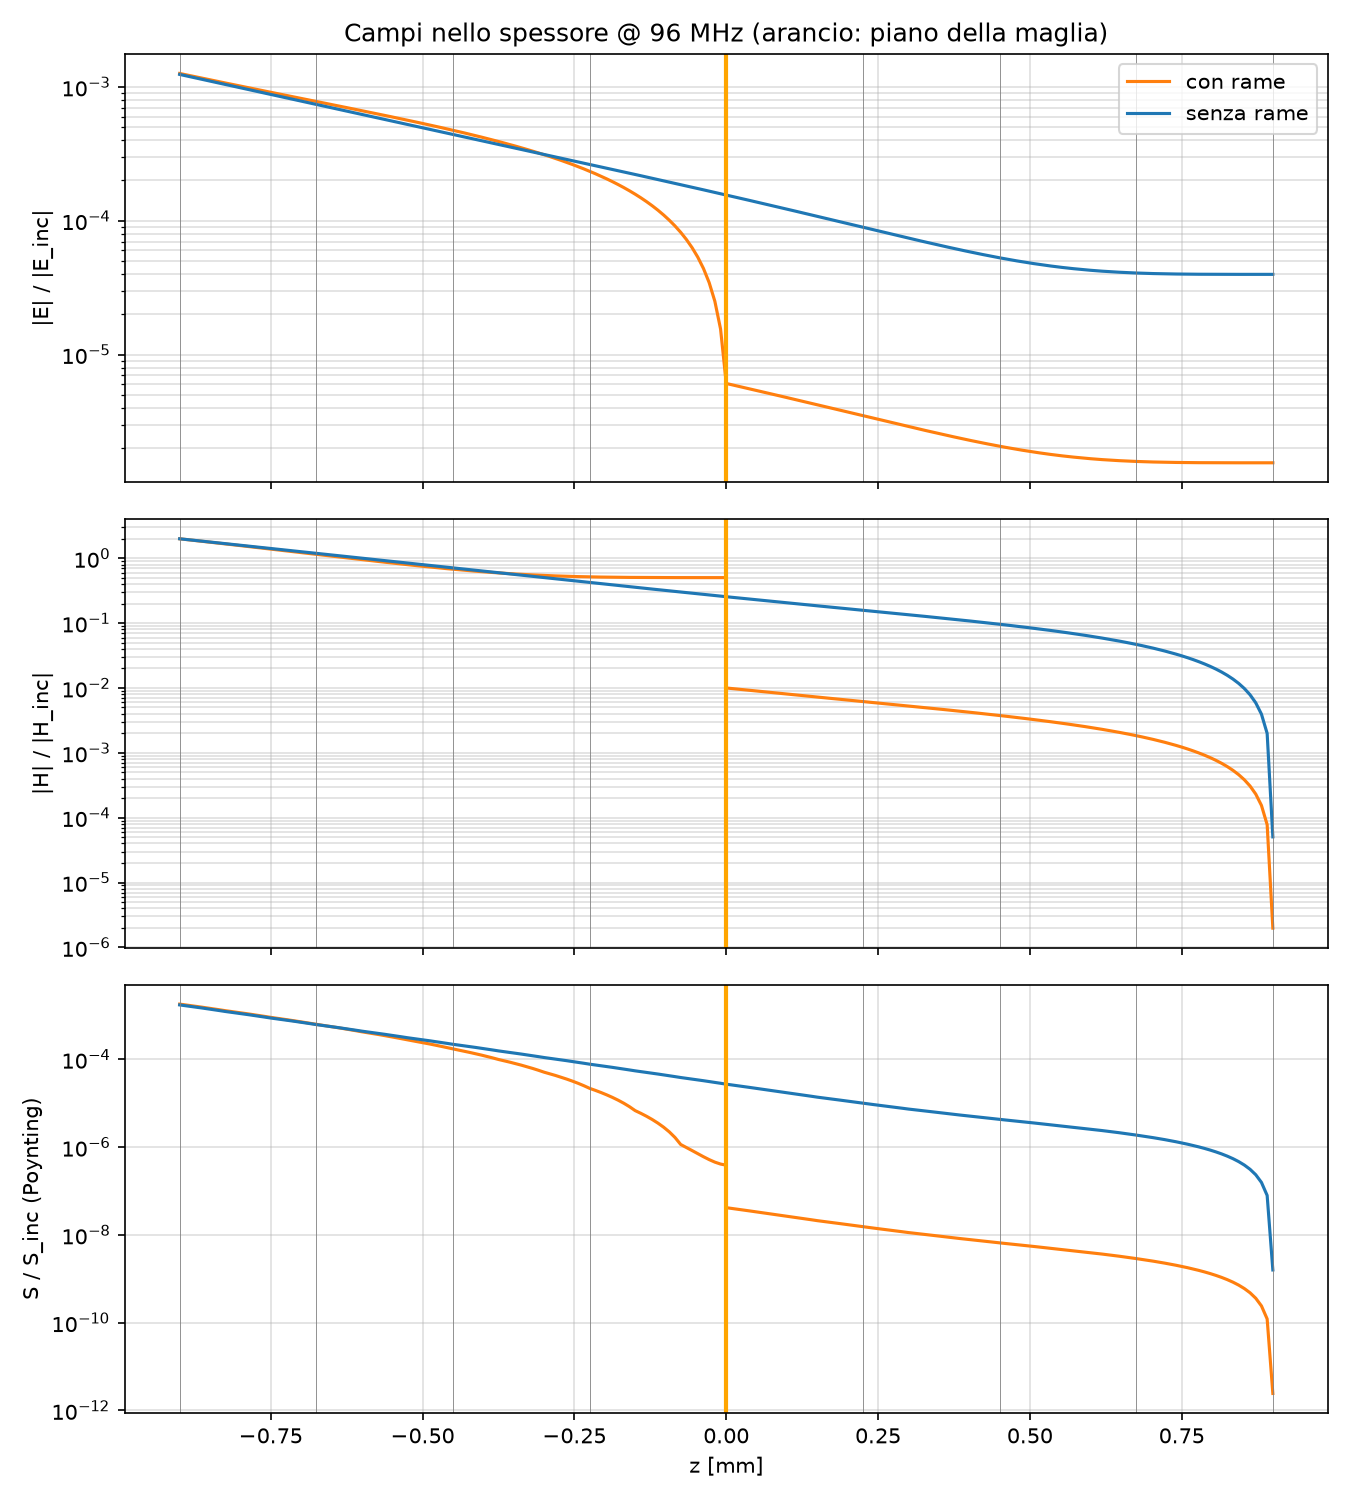 Campi nello spessore @ 96 MHz (arancio: piano della maglia)
con rame
senza rame
|E| / |E_inc|
10⁻³
10⁻⁴
10⁻⁵
|H| / |H_inc|
10⁰
10⁻¹
10⁻²
10⁻³
10⁻⁴
10⁻⁵
10⁻⁶
S / S_inc (Poynting)
10⁻⁴
10⁻⁶
10⁻⁸
10⁻¹⁰
10⁻¹²
−0.75 −0.50 −0.25 0.00 0.25 0.50 0.75
z [mm]